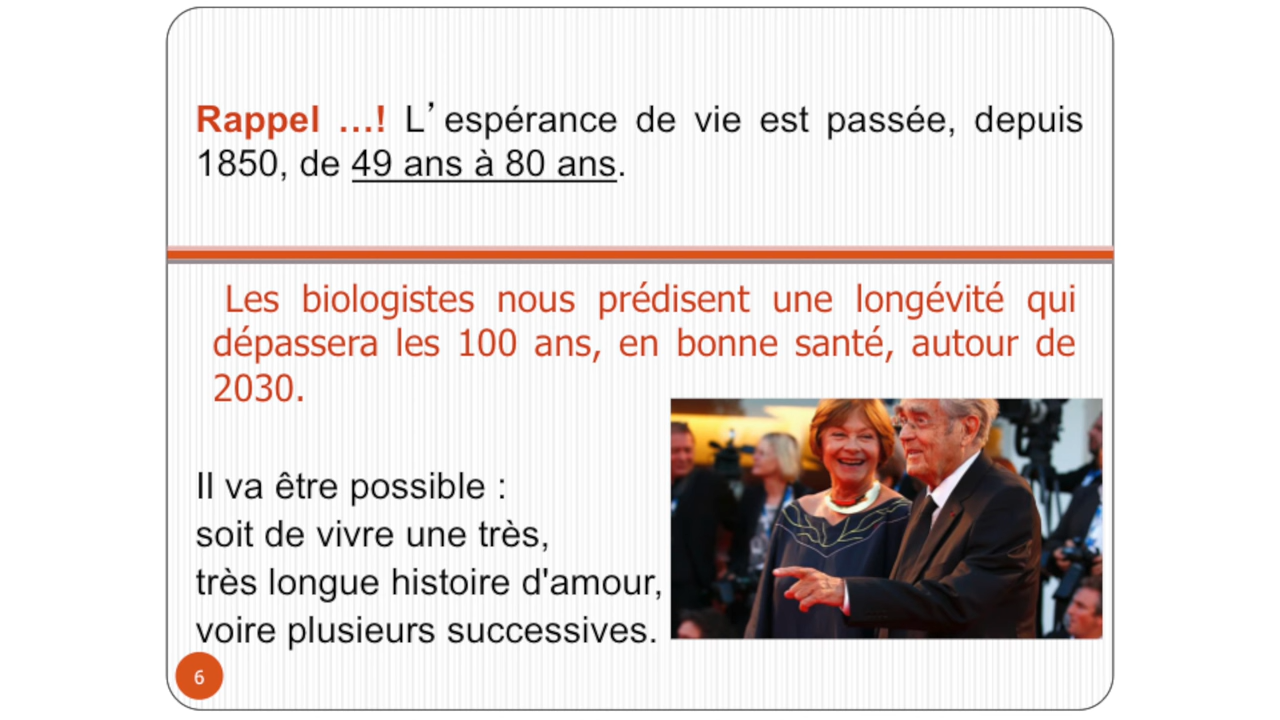 Rappel …! L’espérance de vie est passée, depuis
1850, de 49 ans à 80 ans.
Les biologistes nous prédisent une longévité qui
dépassera les 100 ans, en bonne santé, autour de
2030.
Il va être possible :
soit de vivre une très,
très longue histoire d'amour,
voire plusieurs successives.
6